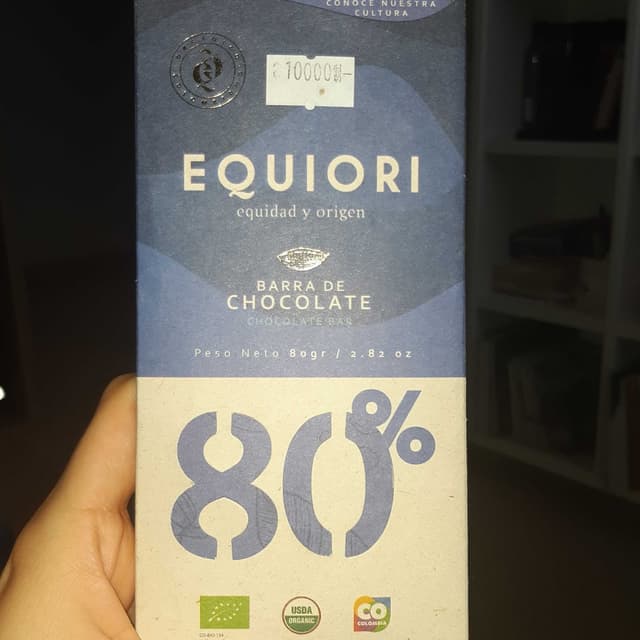 CONOCE NUESTRA
CULTURA
10000
EQUIORI
equidad y origen
BARRA DE
CHOCOLATE
CHOCOLATE BAR
Peso Neto 80gr / 2.82 oz
80%
USDA
ORGANIC
CO
COLOMBIA